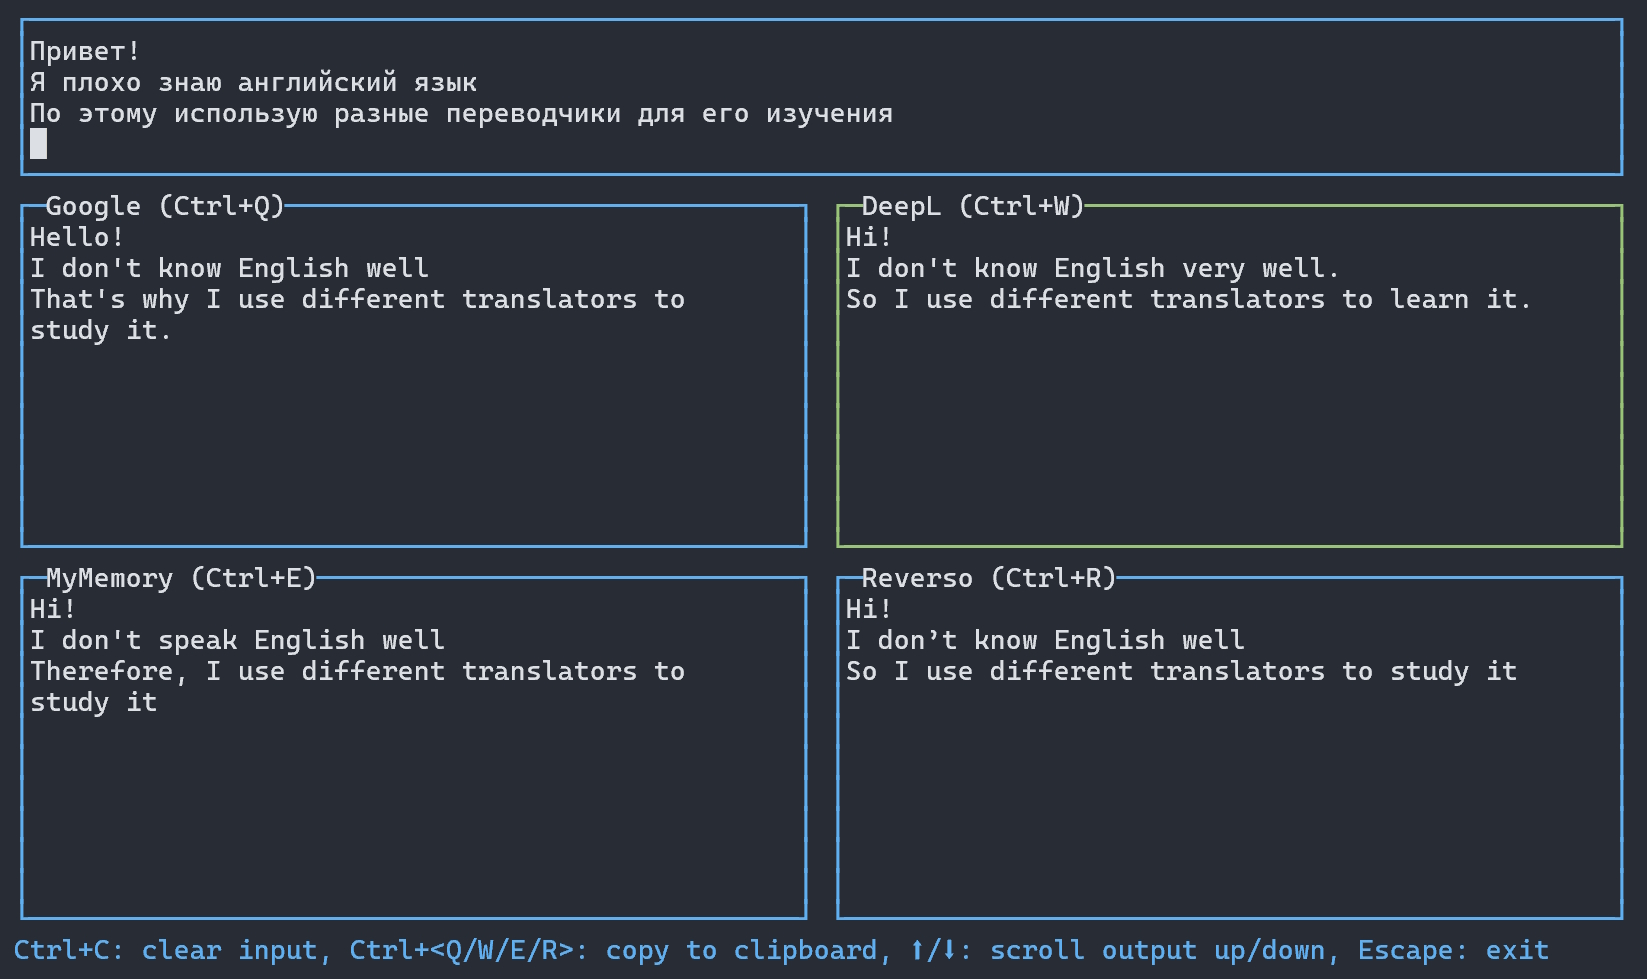 Привет!
Я плохо знаю английский язык
По этому использую разные переводчики для его изучения
Google (Ctrl+Q)
Hello!
I don't know English well
That's why I use different translators to
study it.
DeepL (Ctrl+W)
Hi!
I don't know English very well.
So I use different translators to learn it.
MyMemory (Ctrl+E)
Hi!
I don't speak English well
Therefore, I use different translators to
study it
Reverso (Ctrl+R)
Hi!
I don’t know English well
So I use different translators to study it
Ctrl+C: clear input, Ctrl+<Q/W/E/R>: copy to clipboard, ⭡/⭣: scroll output up/down, Escape: exit